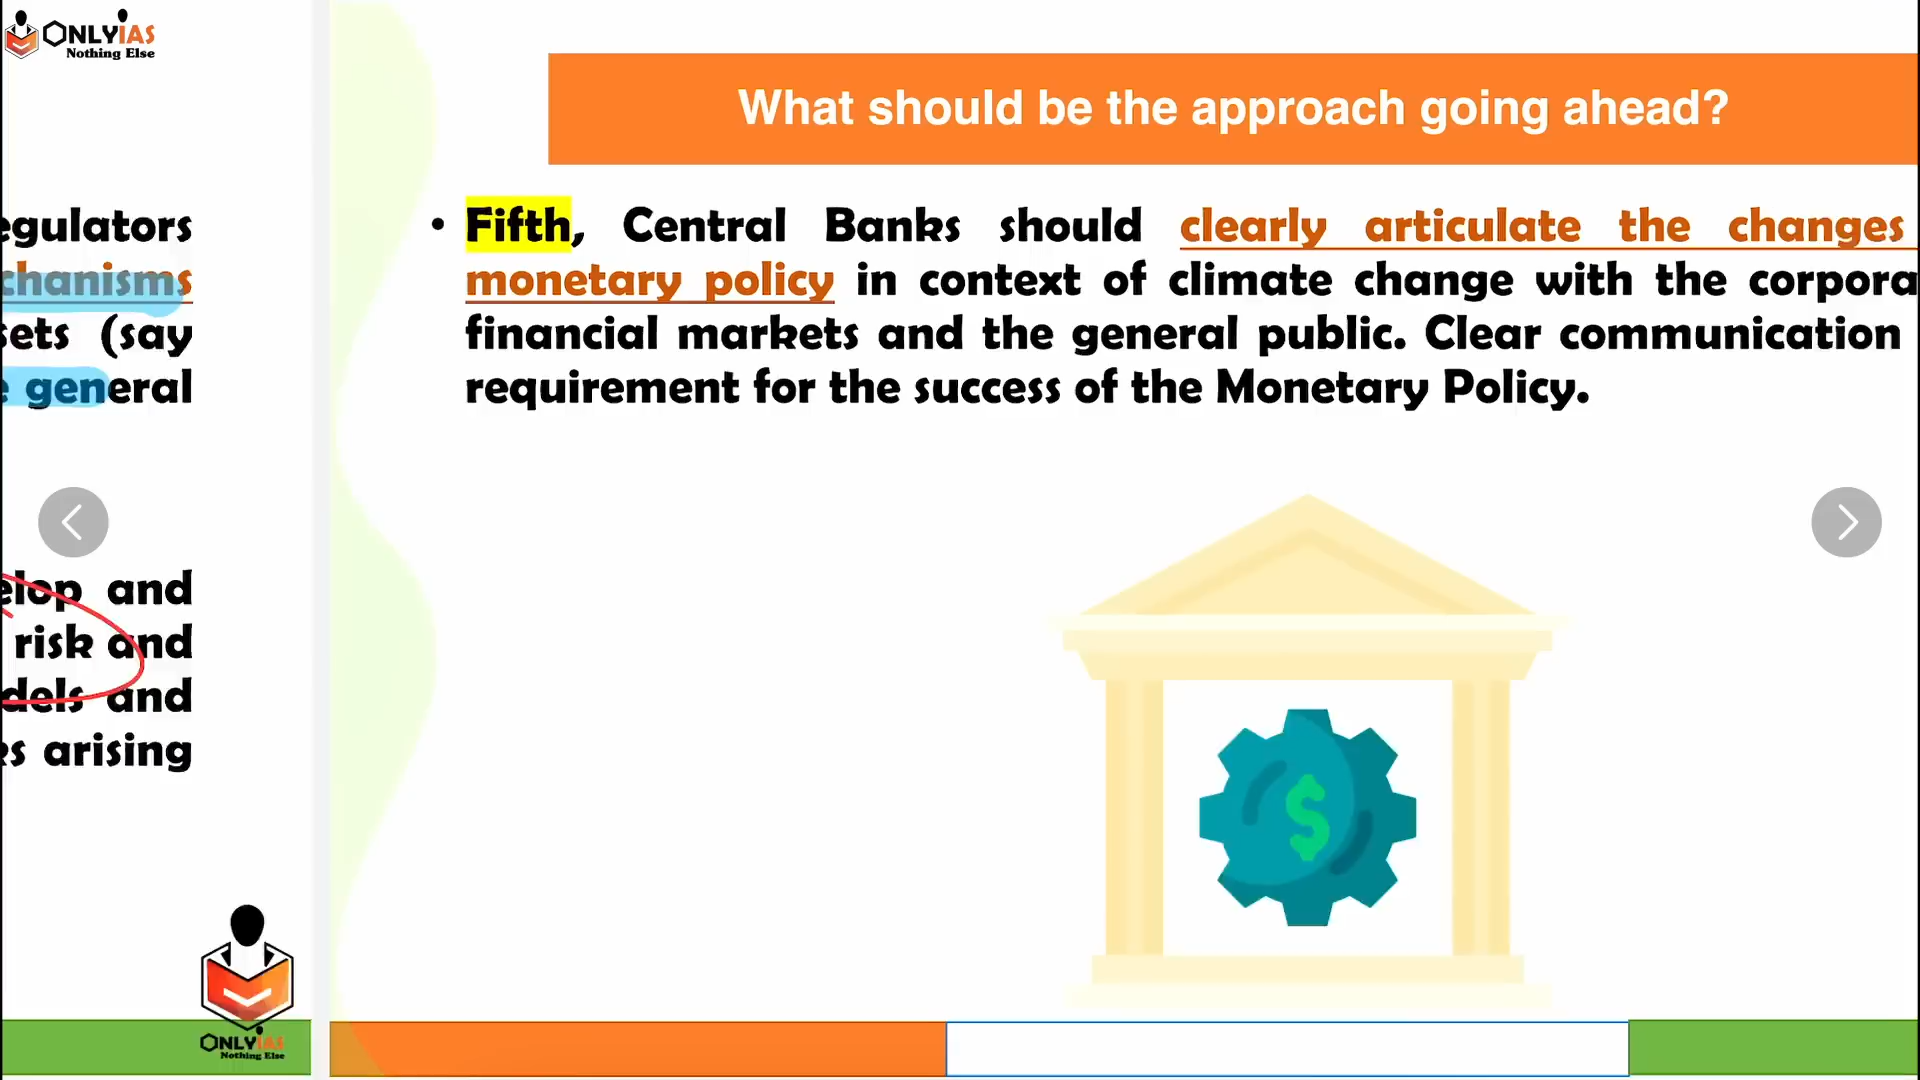 ONLYIAS
Nothing Else
What should be the approach going ahead?
egulators
chanisms
sets (say
general
elop and
risk and
dels and
arising
• Fifth, Central Banks should clearly articulate the changes
monetary policy in context of climate change with the corpora
financial markets and the general public. Clear communication
requirement for the success of the Monetary Policy.
$
ONLYIAS
Nothing Else